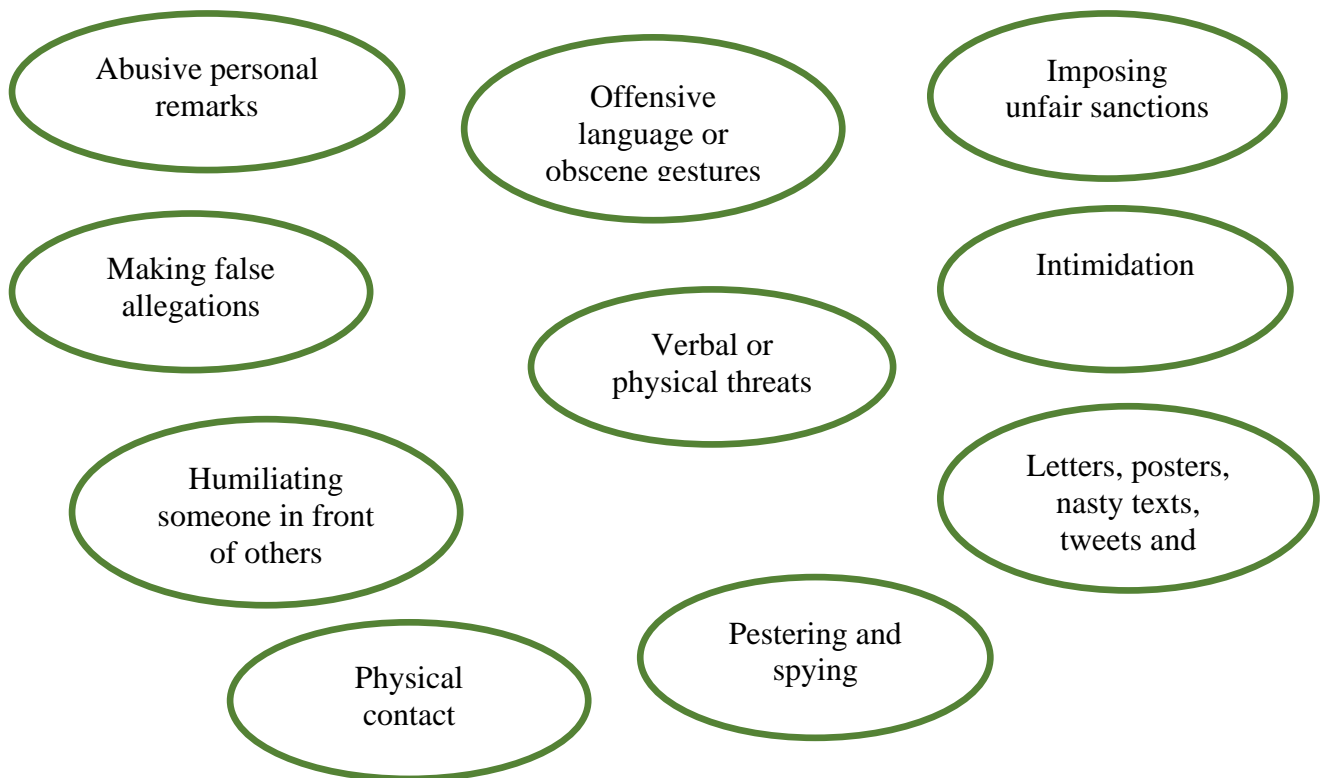 Abusive personal
remarks
Offensive
language or
obscene gestures
Imposing
unfair sanctions
Making false
allegations
Intimidation
Verbal or
physical threats
Humiliating
someone in front
of others
Letters, posters,
nasty texts,
tweets and
Pestering and
spying
Physical
contact